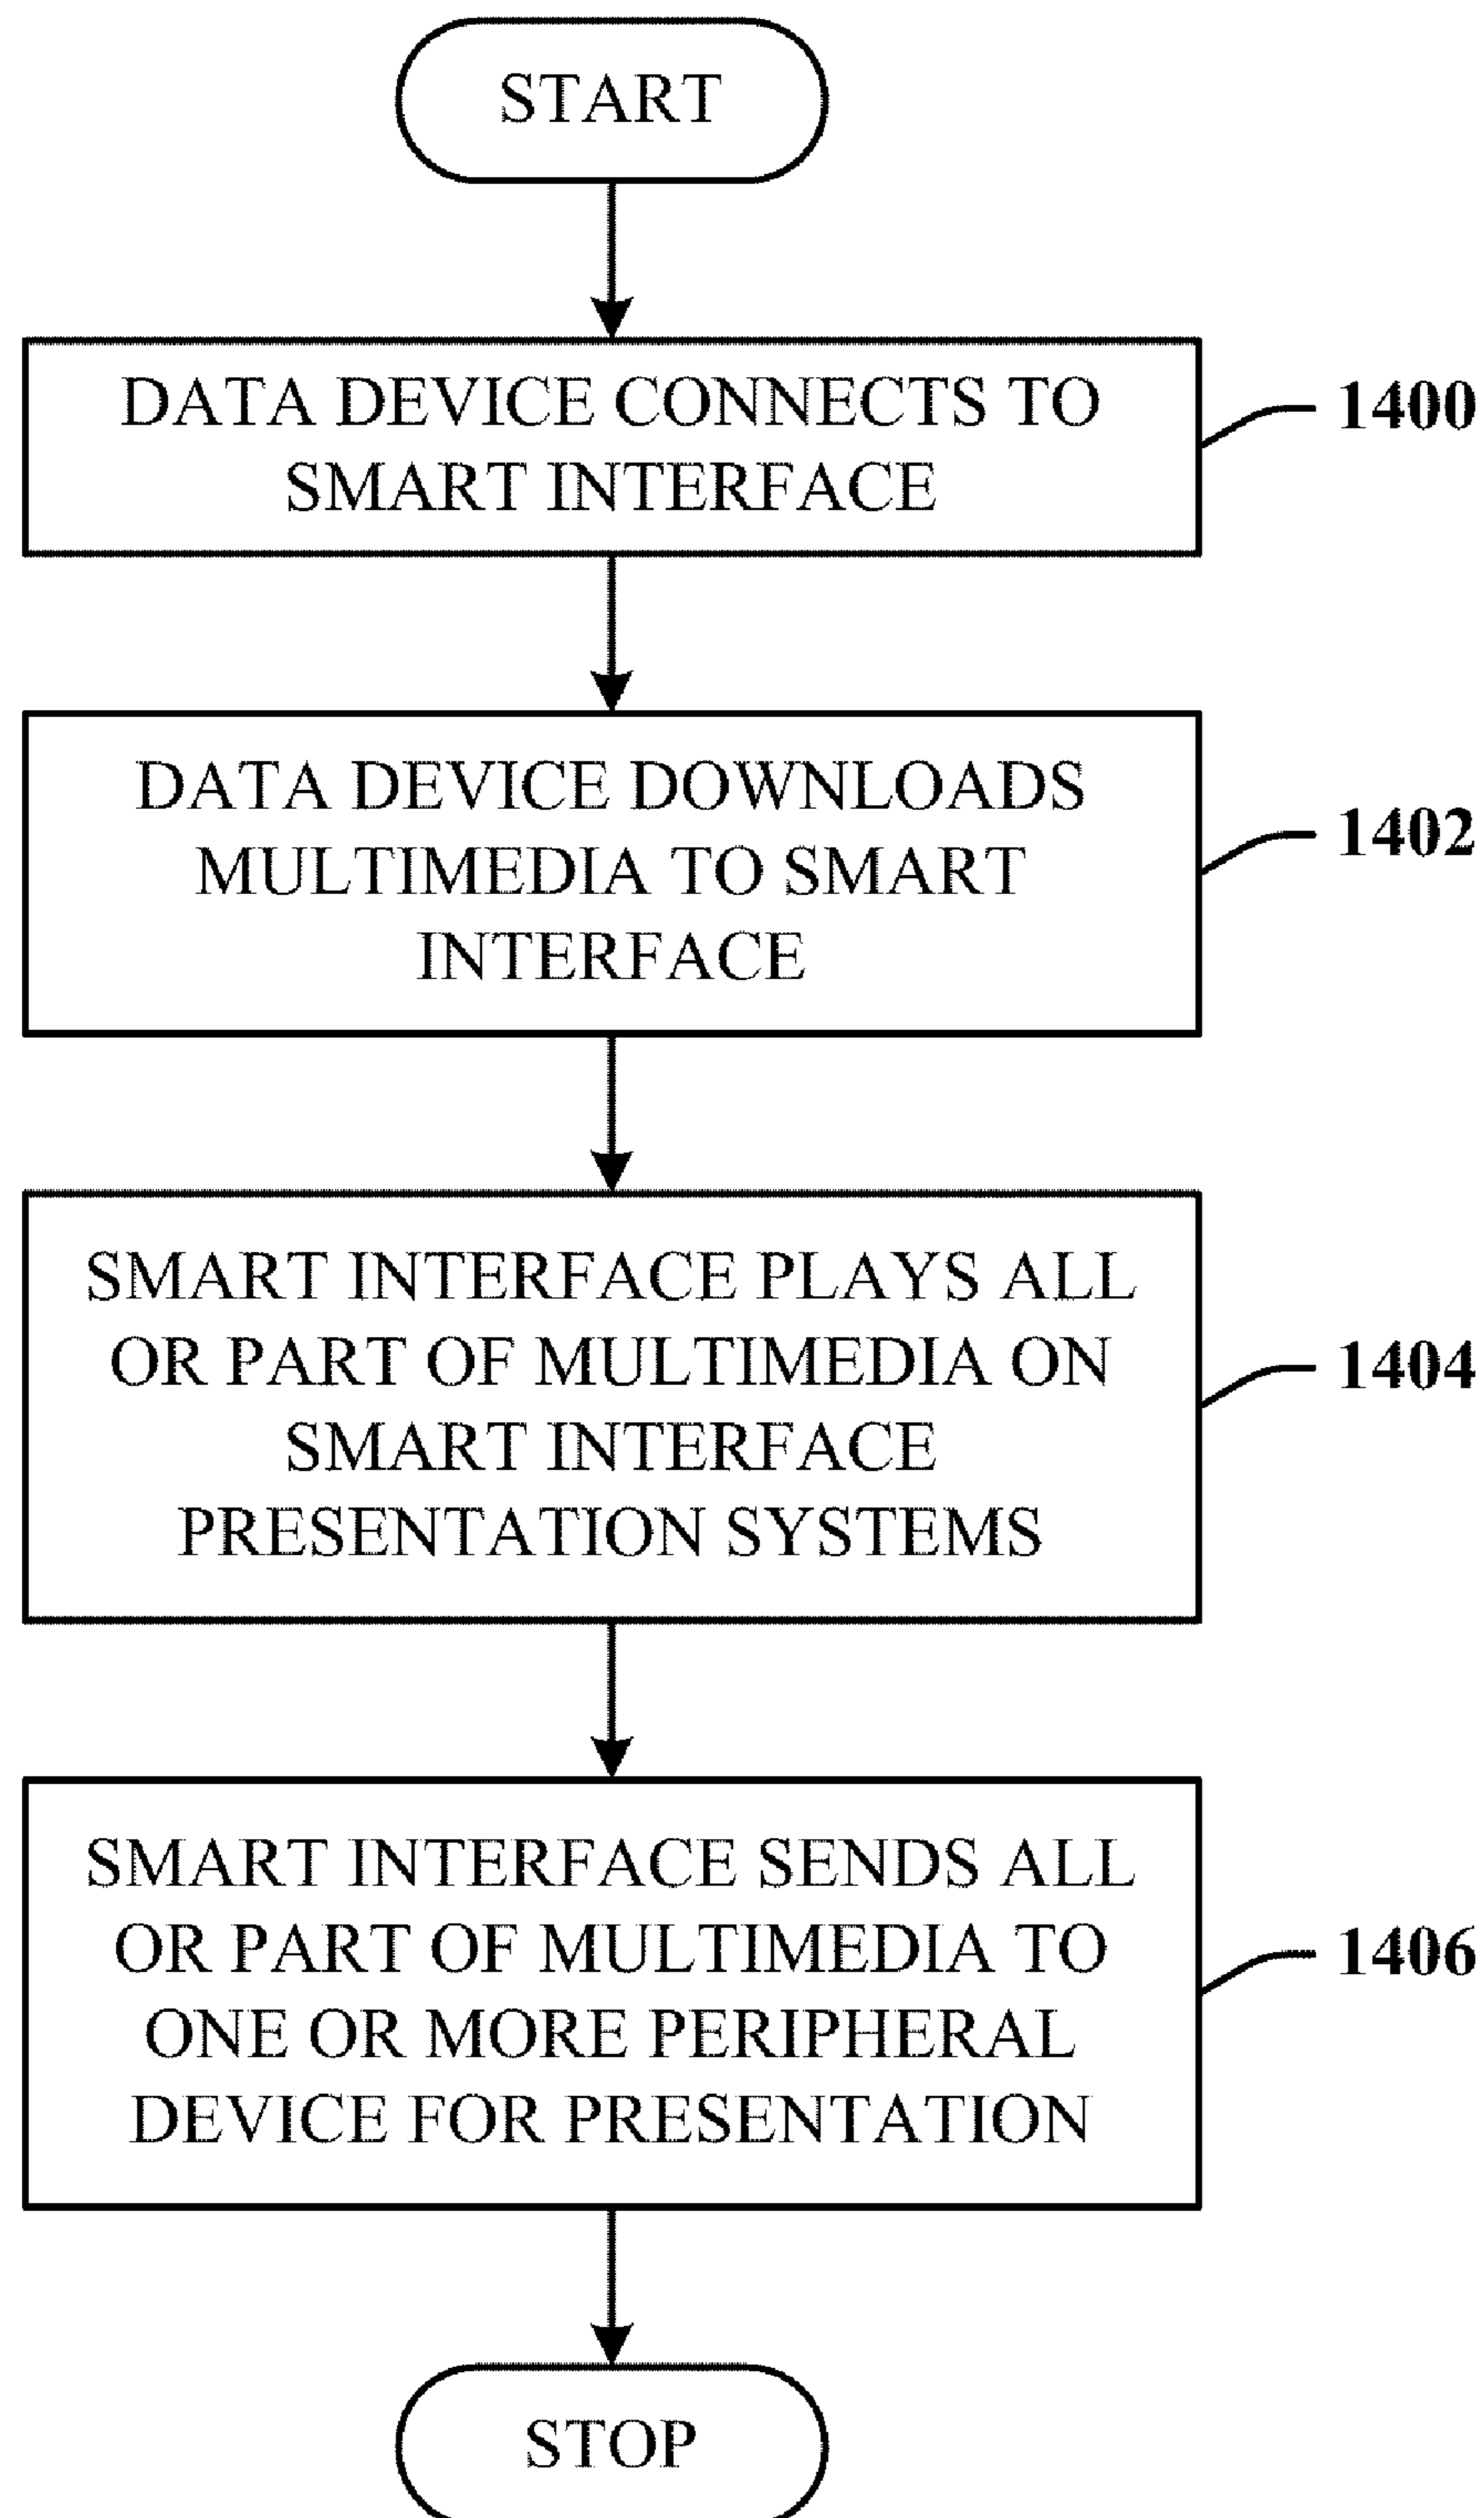 START
DATA DEVICE CONNECTS TO
SMART INTERFACE
1400
DATA DEVICE DOWNLOADS
MULTIMEDIA TO SMART
INTERFACE
1402
SMART INTERFACE PLAYS ALL
OR PART OF MULTIMEDIA ON
SMART INTERFACE
PRESENTATION SYSTEMS
1404
SMART INTERFACE SENDS ALL
OR PART OF MULTIMEDIA TO
ONE OR MORE PERIPHERAL
DEVICE FOR PRESENTATION
1406
STOP